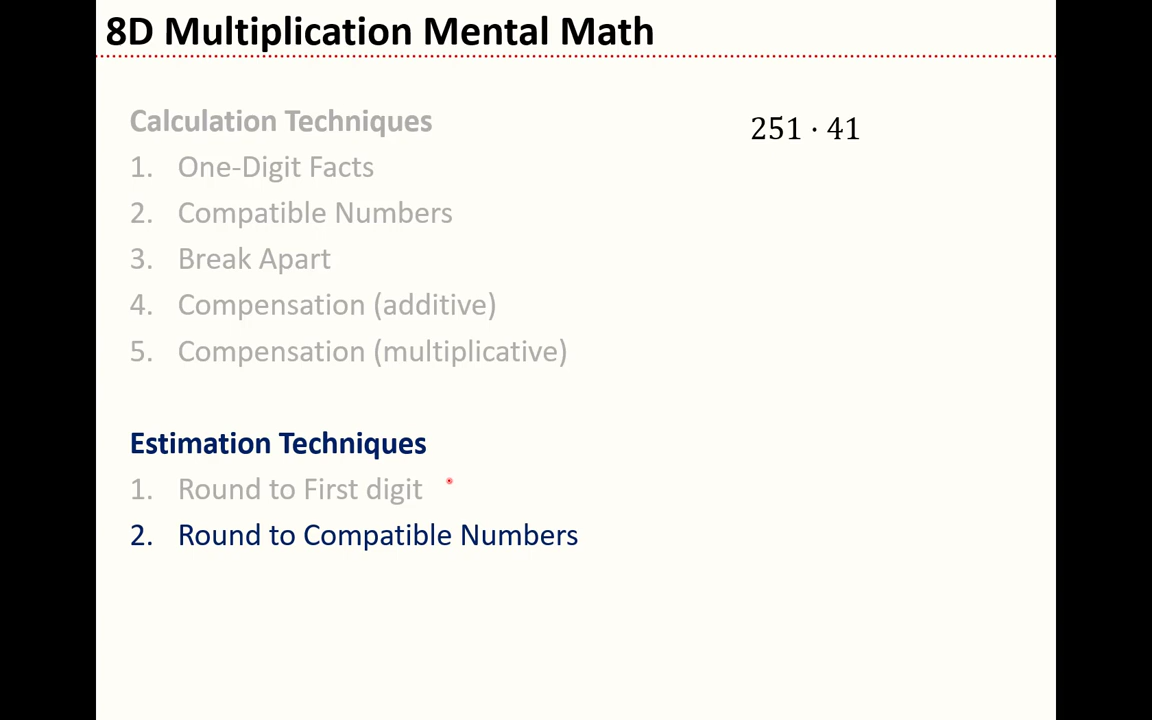 8D Multiplication Mental Math
Calculation Techniques
1. One-Digit Facts
2. Compatible Numbers
3. Break Apart
4. Compensation (additive)
5. Compensation (multiplicative)
251 · 41
Estimation Techniques
1. Round to First digit
2. Round to Compatible Numbers